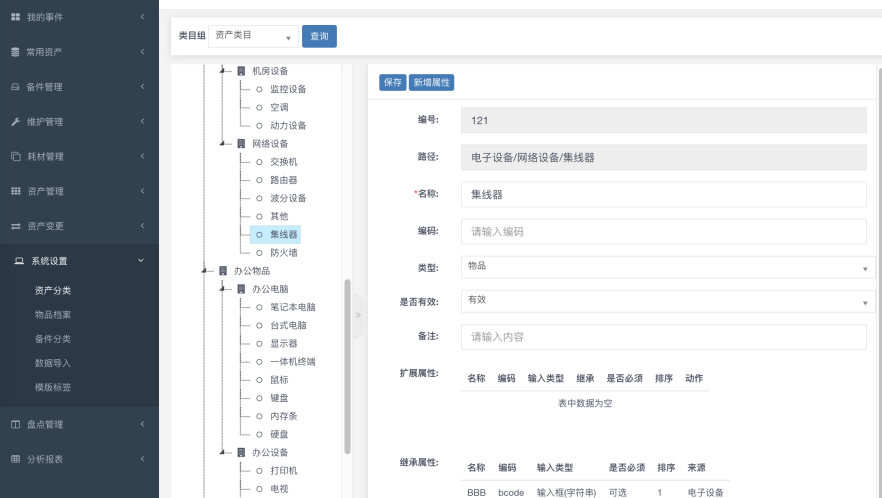 我的事件
常用资产
备件管理
维护管理
耗材管理
资产管理
资产变更
系统设置
资产分类
物品档案
备件分类
数据导入
模版标签
盘点管理
分析报表
类目组 资产类目 查询
机房设备
监控设备
空调
动力设备
网络设备
交换机
路由器
波分设备
其他
集线器
防火墙
办公物品
办公电脑
笔记本电脑
台式电脑
显示器
一体机终端
鼠标
键盘
内存条
硬盘
办公设备
打印机
电视
保存 新增属性
编号: 121
路径: 电子设备/网络设备/集线器
*名称: 集线器
编码: 请输入编码
类型: 物品
是否有效: 有效
备注: 请输入内容
扩展属性:
名称 编码 输入类型 继承 是否必须 排序 动作
表中数据为空
继承属性:
名称 编码 输入类型 是否必须 排序 来源
BBB bcode 输入框(字符串) 可选 1 电子设备